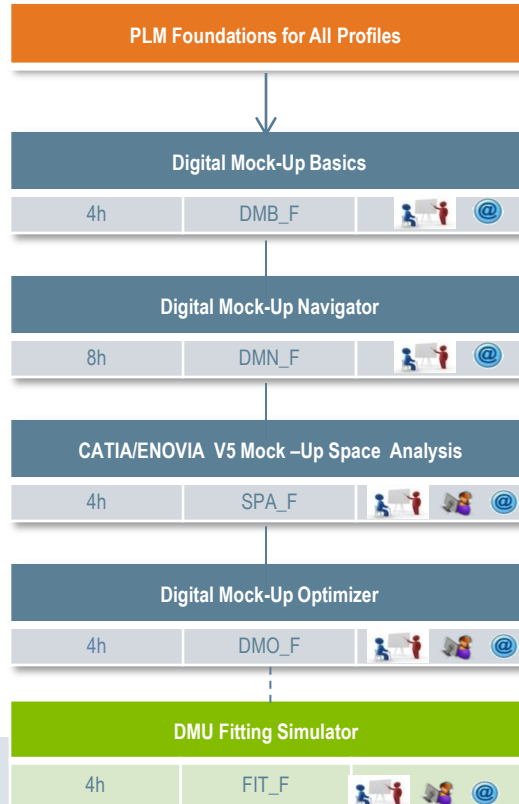 PLM Foundations for All Profiles
Digital Mock-Up Basics
4h DMB_F @
Digital Mock-Up Navigator
8h DMN_F @
CATIA/ENOVIA V5 Mock –Up Space Analysis
4h SPA_F @
Digital Mock-Up Optimizer
4h DMO_F @
DMU Fitting Simulator
4h FIT_F @